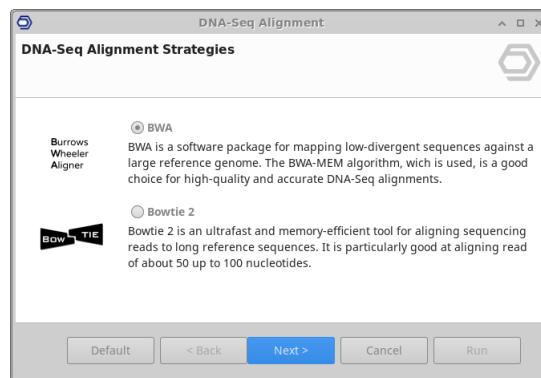 DNA-Seq Alignment
DNA-Seq Alignment Strategies
BWA
Burrows
Wheeler
Aligner
BWA is a software package for mapping low-divergent sequences against a
large reference genome. The BWA-MEM algorithm, wich is used, is a good
choice for high-quality and accurate DNA-Seq alignments.
Bowtie 2
BOW TIE
Bowtie 2 is an ultrafast and memory-efficient tool for aligning sequencing
reads to long reference sequences. It is particularly good at aligning read
of about 50 up to 100 nucleotides.
Default < Back Next > Cancel Run